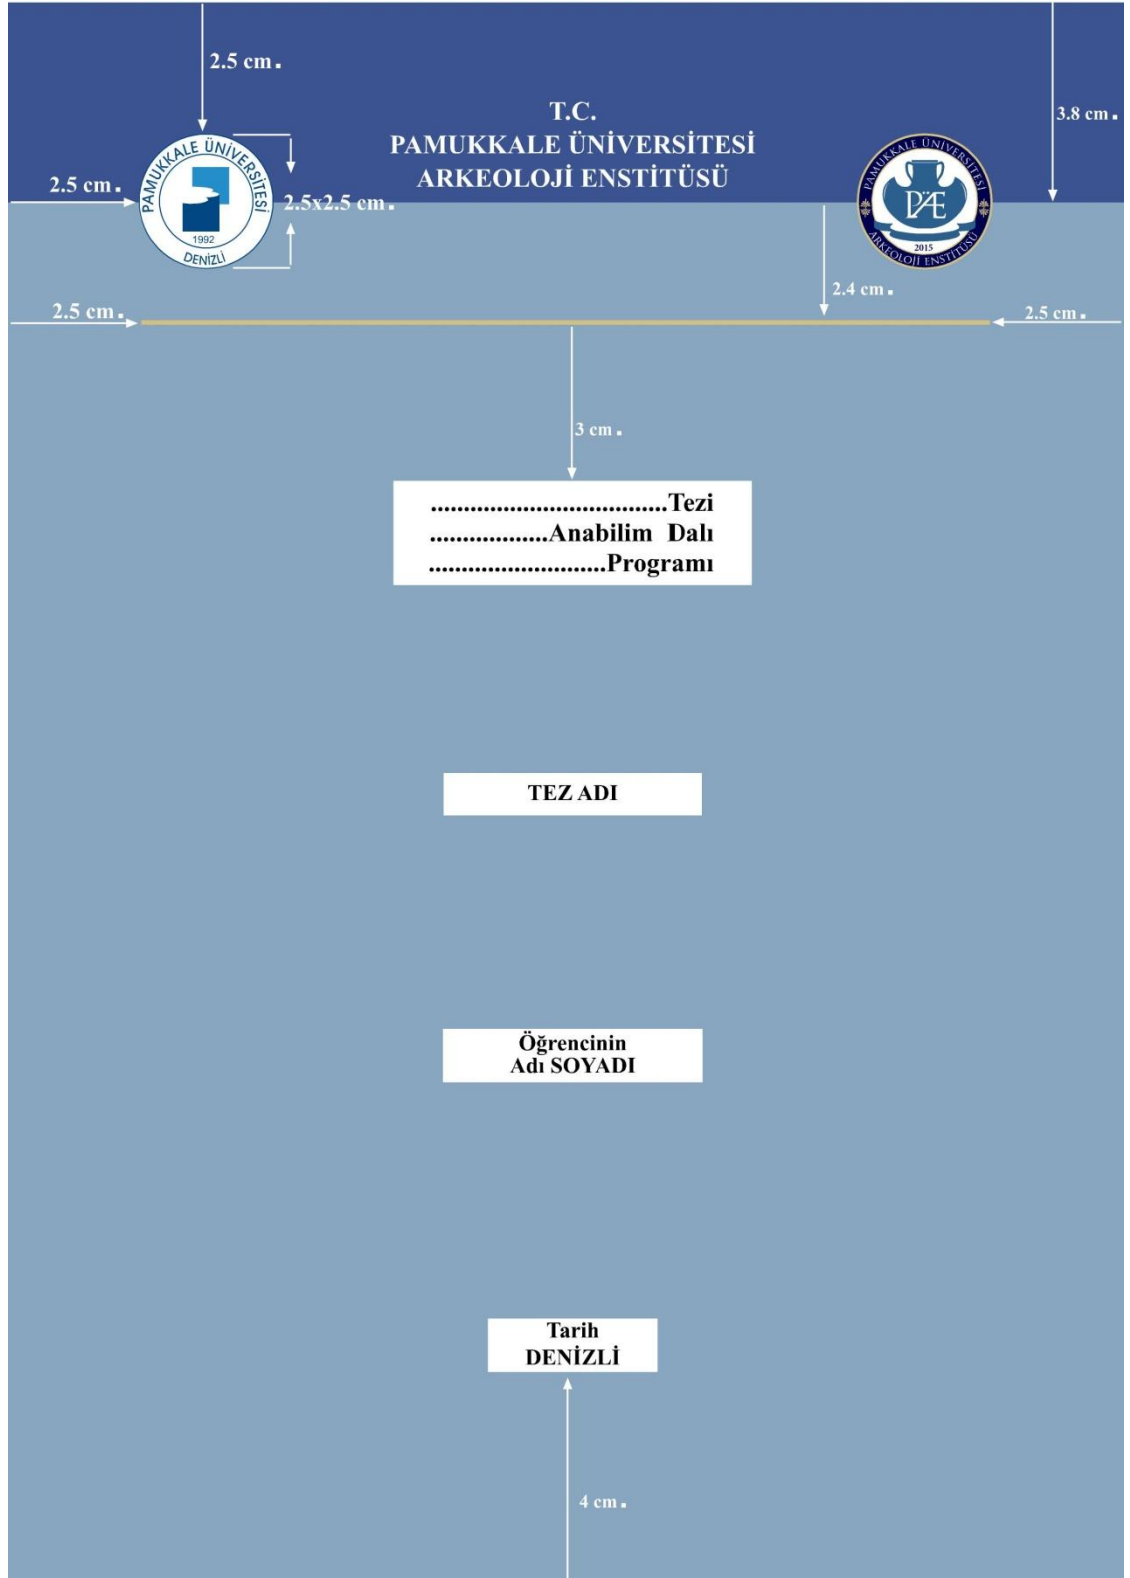 2.5 cm.
T.C.
PAMUKKALE ÜNİVERSİTESİ
ARKEOLOJİ ENSTİTÜSÜ
3.8 cm.
2.5 cm.
PAMUKKALE ÜNİVERSİTESİ
1992
DENİZLİ
2.5x2.5 cm.
PAMUKKALE ÜNİVERSİTESİ
PAE
2015
ARKEOLOJİ ENSTİTÜSÜ
2.4 cm.
2.5 cm.
2.5 cm.
3 cm.
....................................Tezi
..................Anabilim Dalı
...........................Programı
TEZ ADI
Öğrencinin
Adı SOYADI
Tarih
DENİZLİ
4 cm.